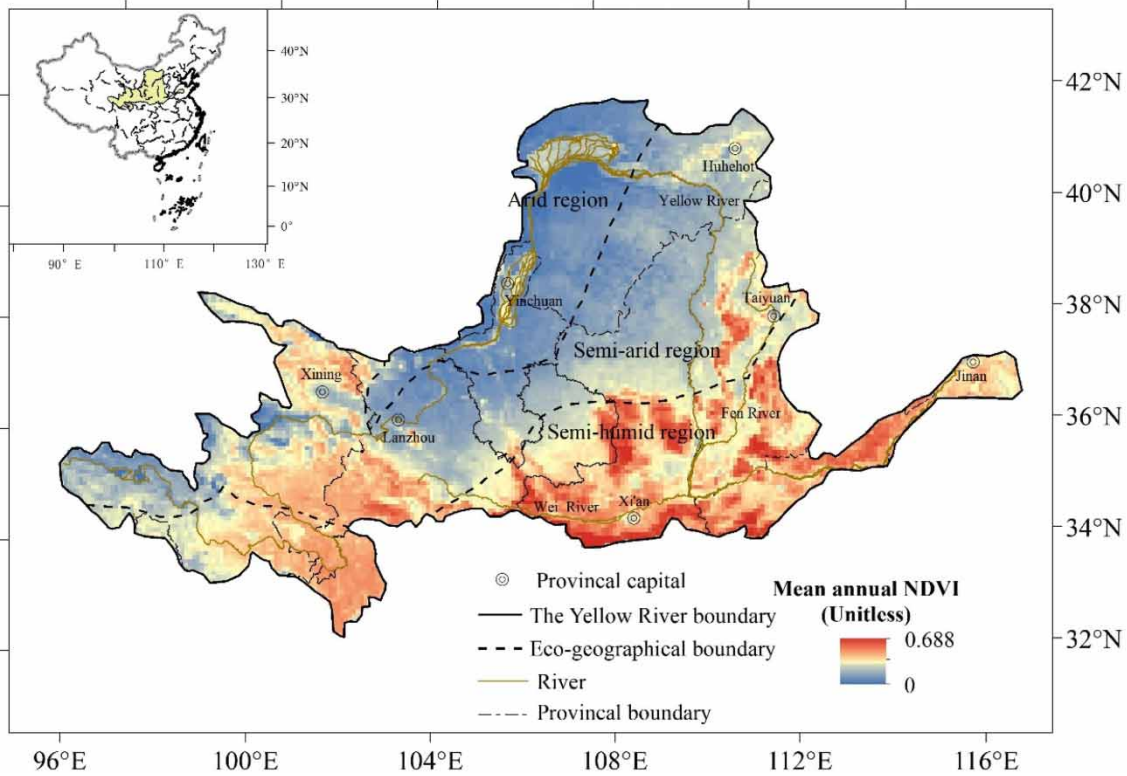 40°N
30°N
20°N
10°N
0°
90° E
110° E
130° E
42°N
40°N
38°N
36°N
34°N
32°N
Huhehot
Arid region
Yellow River
Yinchuan
Taiyuan
Semi-arid region
Xining
Jinan
Lanzhou
Fen River
Semi-humid region
Wei River
Xi'an
Provincal capital
The Yellow River boundary
Eco-geographical boundary
River
Provincal boundary
Mean annual NDVI
(Unitless)
0.688
0
96°E
100°E
104°E
108°E
112°E
116°E